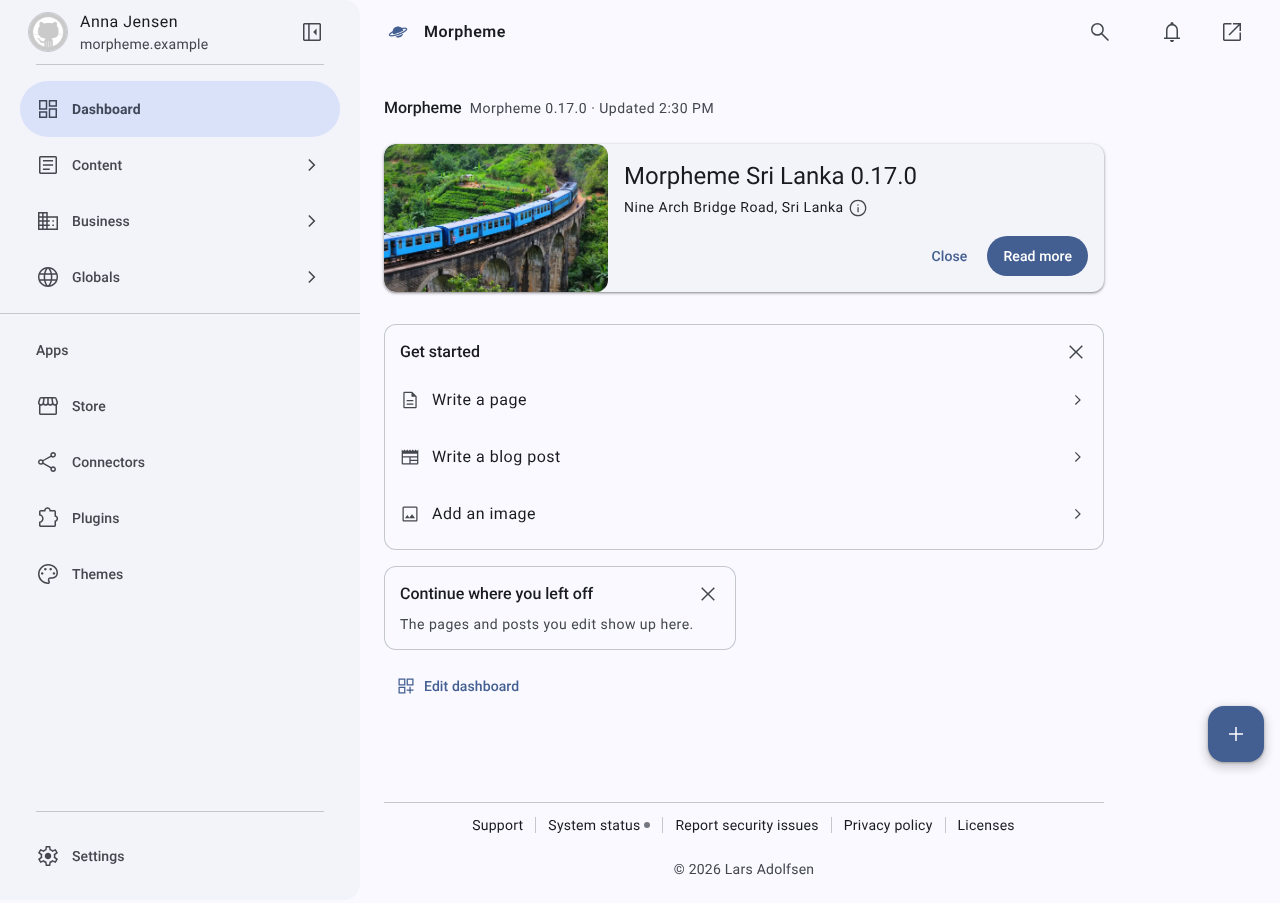 Anna Jensen
morpheme.example
Dashboard
Content
Business
Globals
Apps
Store
Connectors
Plugins
Themes
Settings
Morpheme
Morpheme Morpheme 0.17.0 · Updated 2:30 PM
Morpheme Sri Lanka 0.17.0
Nine Arch Bridge Road, Sri Lanka
Close Read more
Get started
Write a page
Write a blog post
Add an image
Continue where you left off
The pages and posts you edit show up here.
Edit dashboard
Support System status Report security issues Privacy policy Licenses
© 2026 Lars Adolfsen